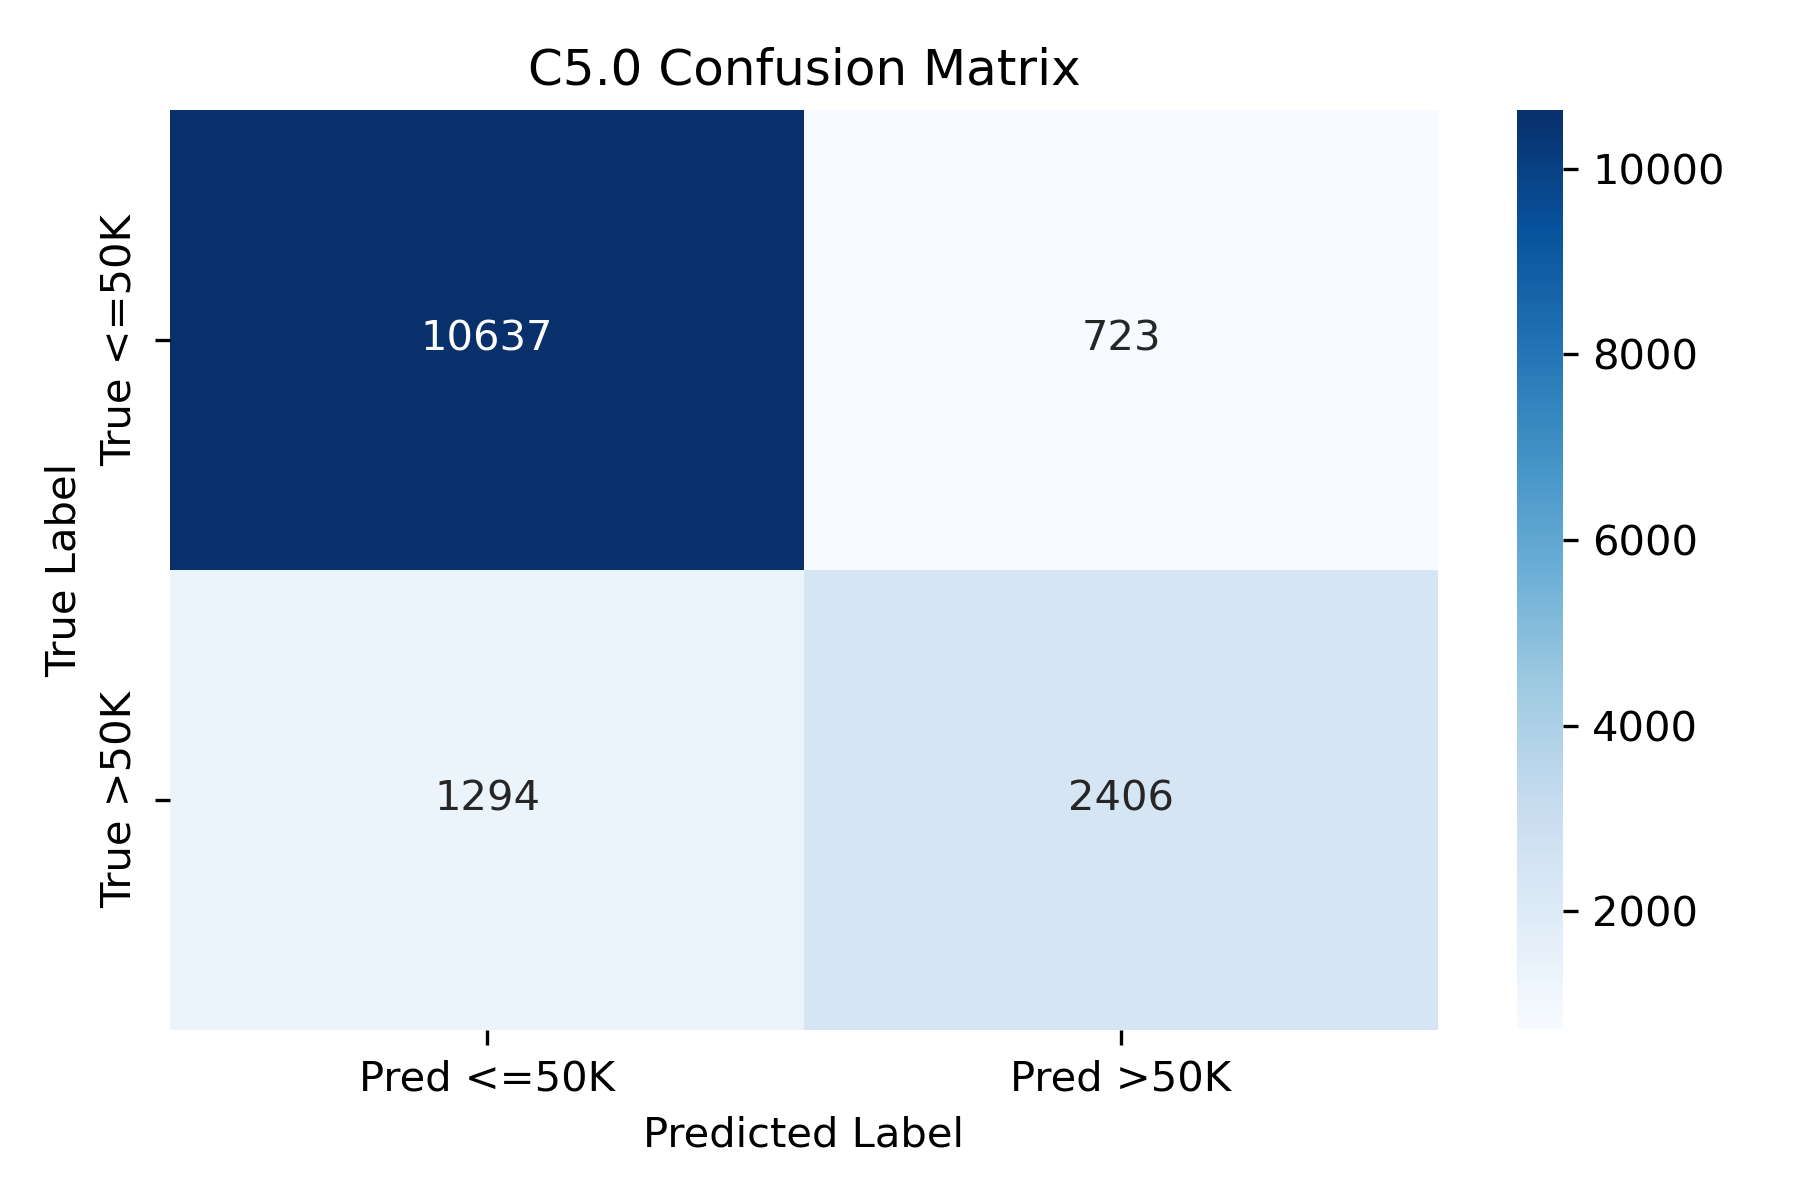 C5.0 Confusion Matrix
True Label
True <=50K
True >50K
10637
723
1294
2406
Pred <=50K
Pred >50K
Predicted Label
10000
8000
6000
4000
2000